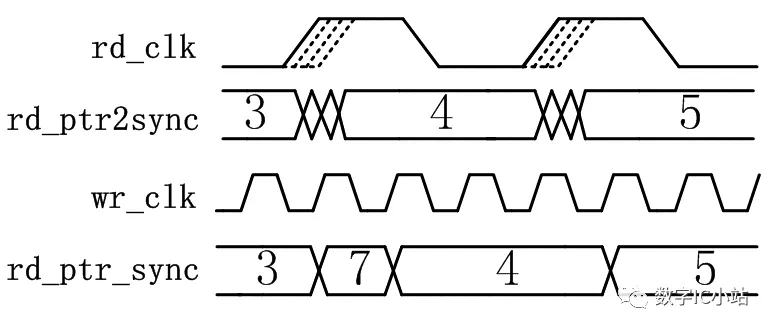 rd_clk
rd_ptr2sync 3 4 5
wr_clk
rd_ptr_sync 3 7 4 5
数字IC小站